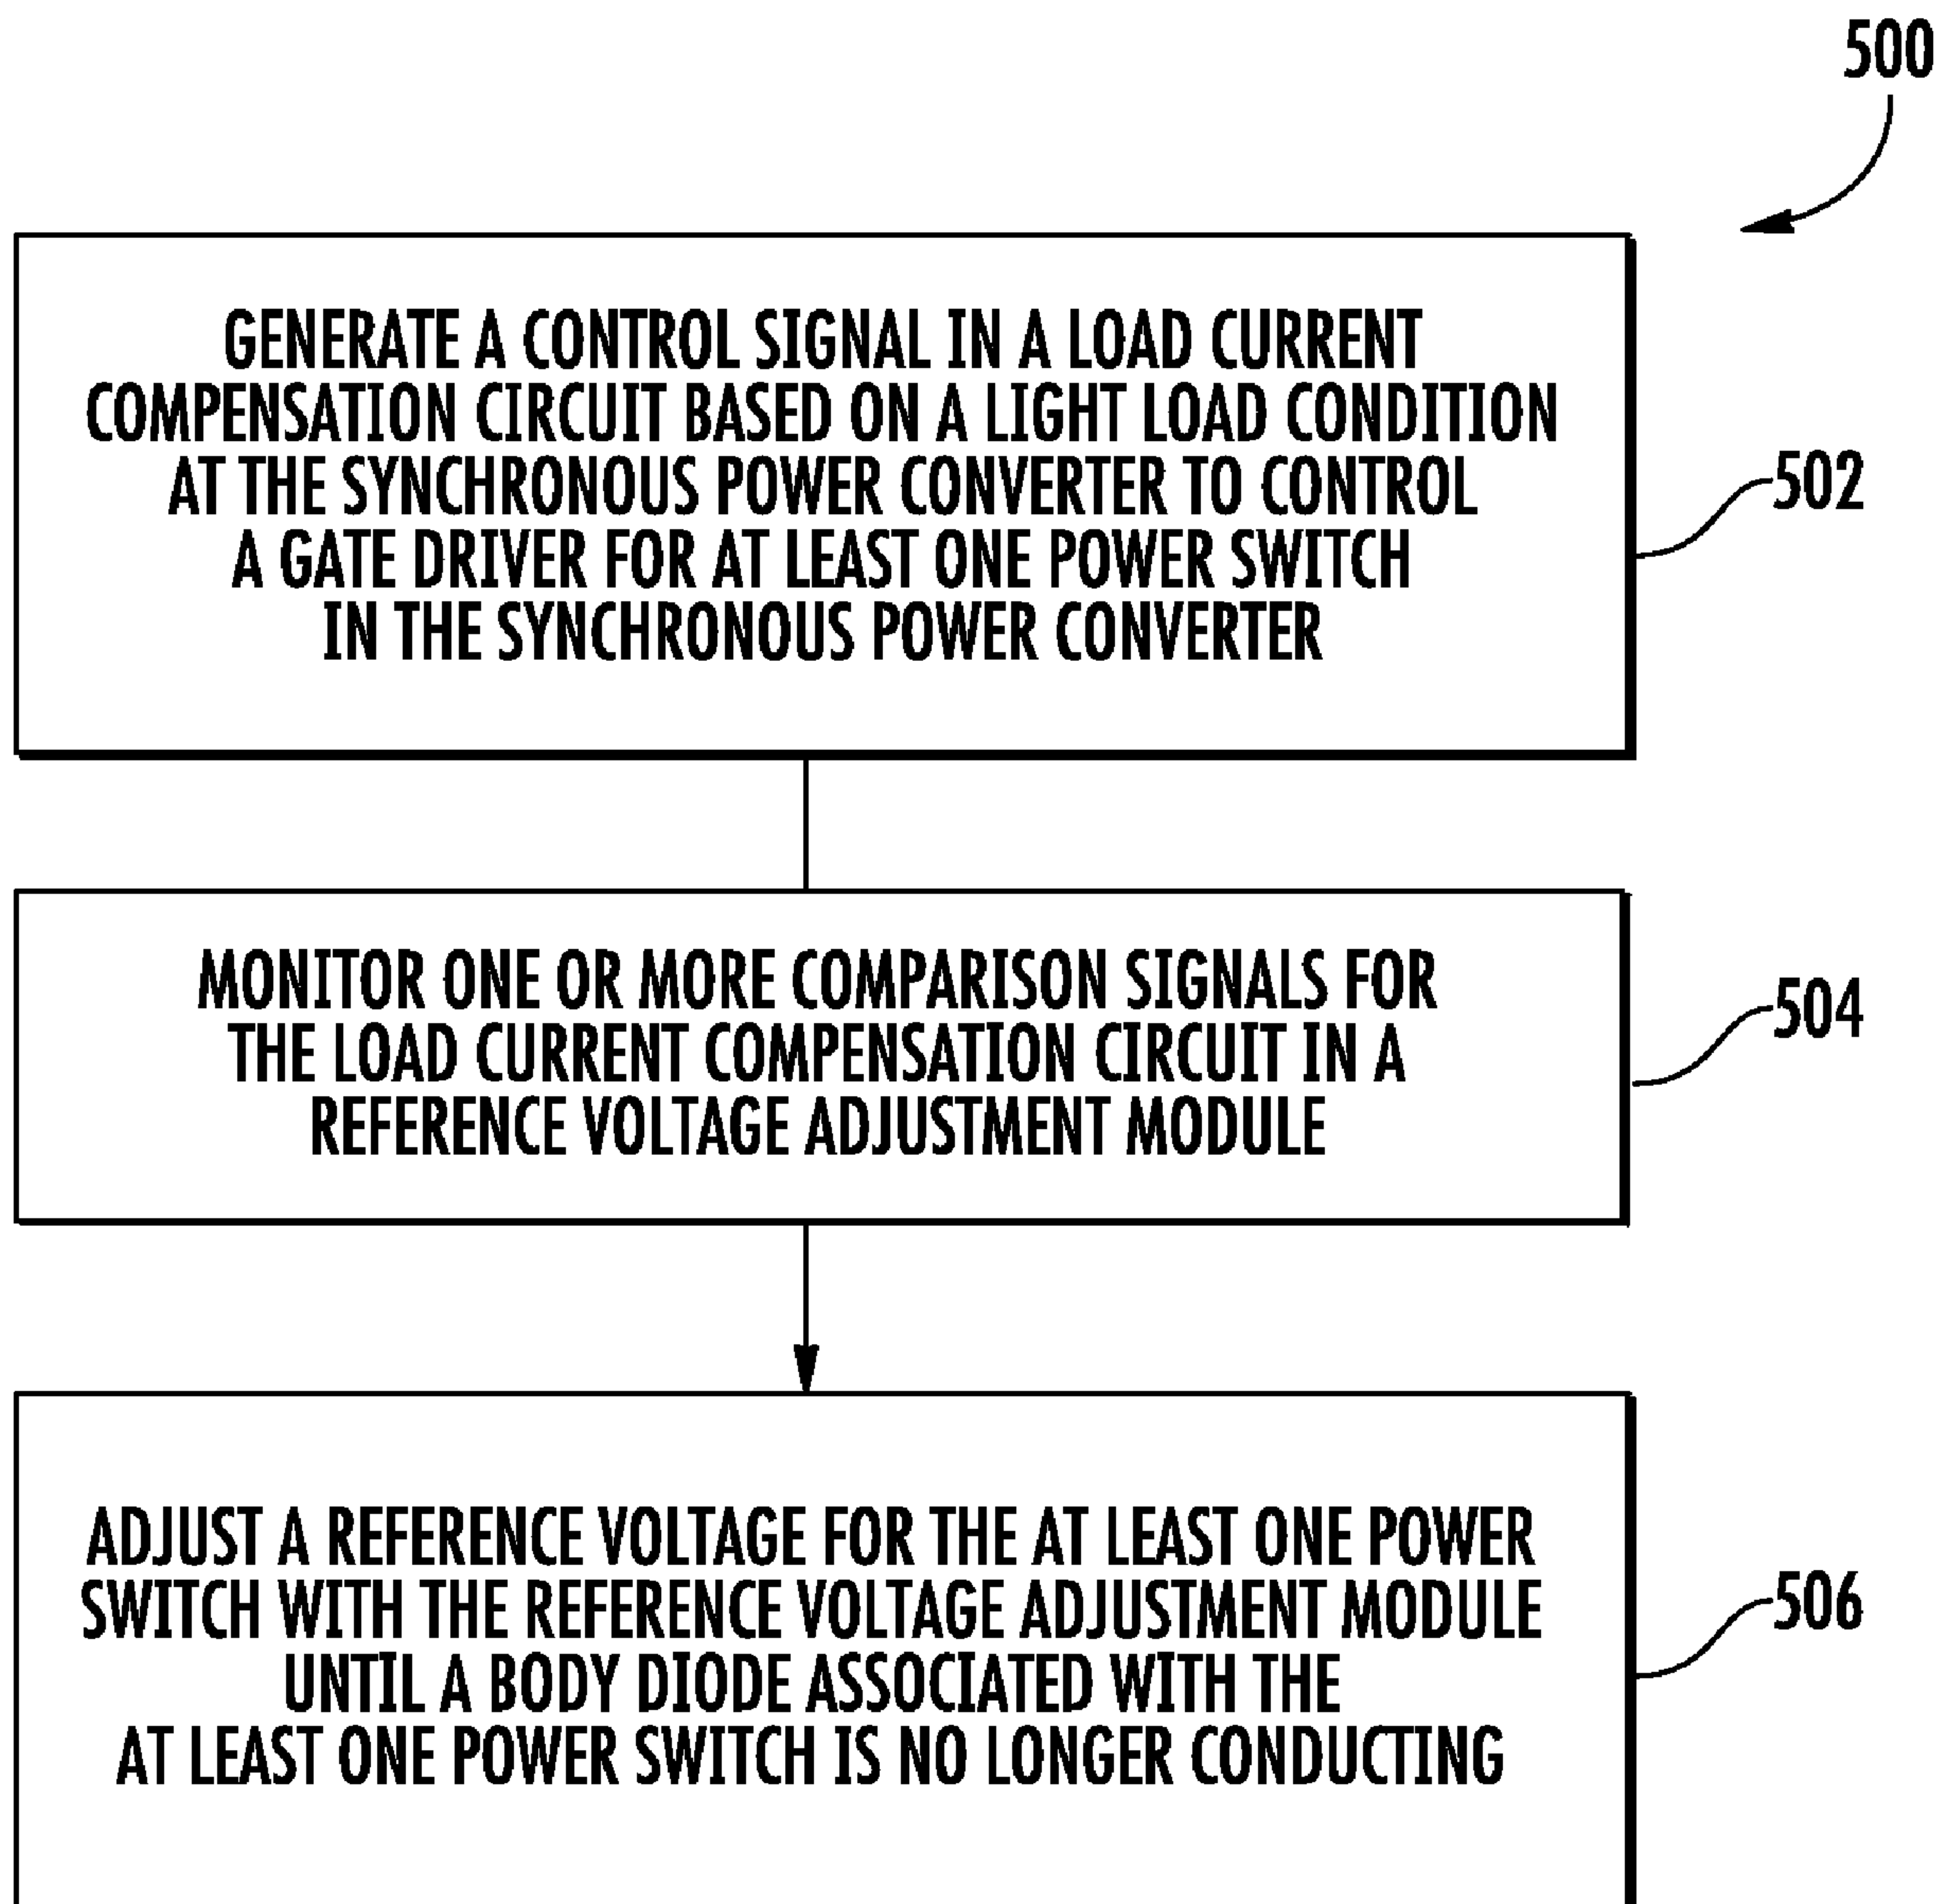 500
GENERATE A CONTROL SIGNAL IN A LOAD CURRENT
COMPENSATION CIRCUIT BASED ON A LIGHT LOAD CONDITION
AT THE SYNCHRONOUS POWER CONVERTER TO CONTROL
A GATE DRIVER FOR AT LEAST ONE POWER SWITCH
IN THE SYNCHRONOUS POWER CONVERTER
502
MONITOR ONE OR MORE COMPARISON SIGNALS FOR
THE LOAD CURRENT COMPENSATION CIRCUIT IN A
REFERENCE VOLTAGE ADJUSTMENT MODULE
504
ADJUST A REFERENCE VOLTAGE FOR THE AT LEAST ONE POWER
SWITCH WITH THE REFERENCE VOLTAGE ADJUSTMENT MODULE
UNTIL A BODY DIODE ASSOCIATED WITH THE
AT LEAST ONE POWER SWITCH IS NO LONGER CONDUCTING
506